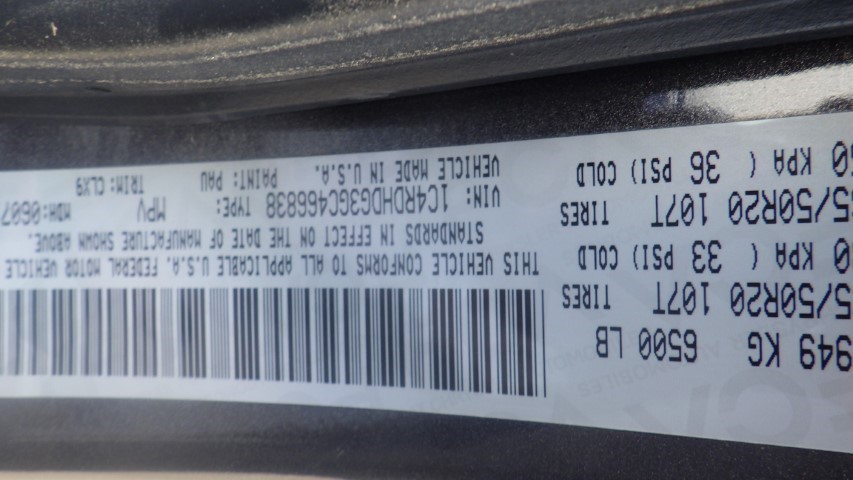 949 KG 6500 LB
5/50R20 107T TIRES
0 KPA ( 33 PSI) COLD
5/50R20 107T TIRES
50 KPA ( 36 PSI) COLD
THIS VEHICLE CONFORMS TO ALL APPLICABLE U.S.A. FEDERAL MOTOR VEHICLE
STANDARDS IN EFFECT ON THE DATE OF MANUFACTURE SHOWN ABOVE.
VIN: 1C4RDHDG3GC466838 TYPE: MPV MDH:0607
VEHICLE MADE IN U.S.A. PAINT: PAU TRIM: CLX9